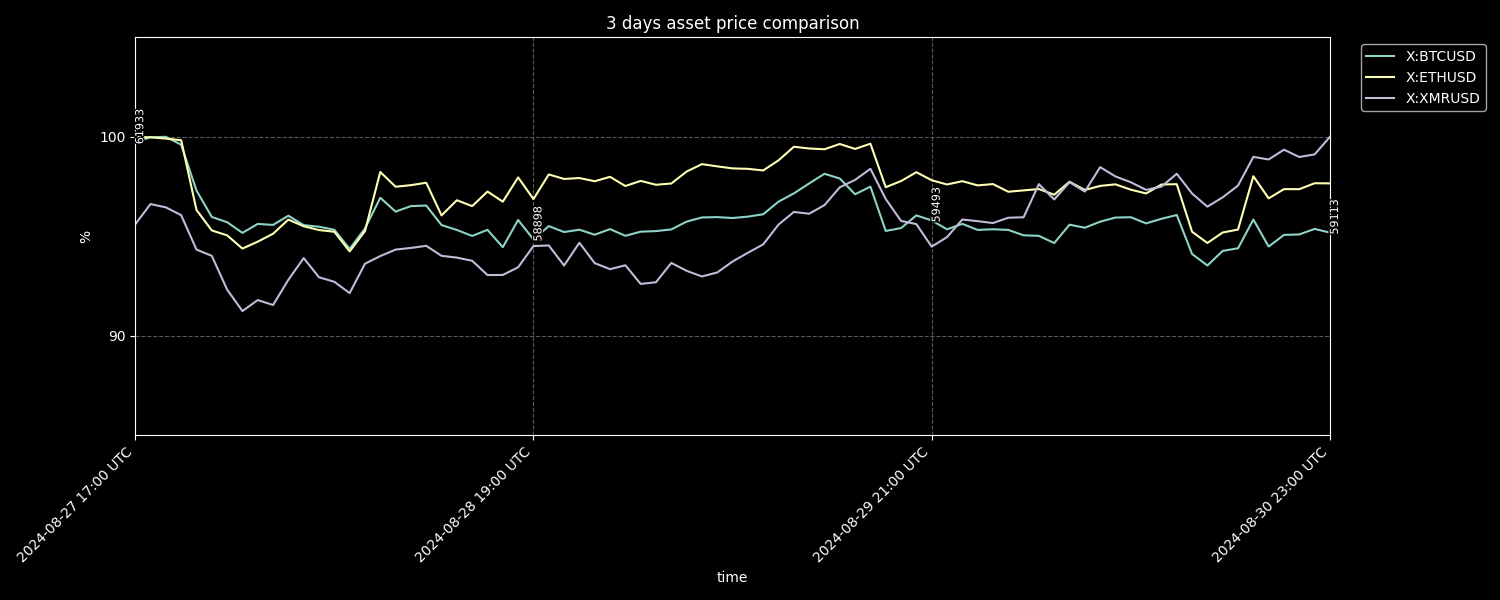 3 days asset price comparison
X:BTCUSD
X:ETHUSD
X:XMRUSD
61933
100
58898
59493
59113
%
90
2024-08-27 17:00 UTC
2024-08-28 19:00 UTC
2024-08-29 21:00 UTC
2024-08-30 23:00 UTC
time